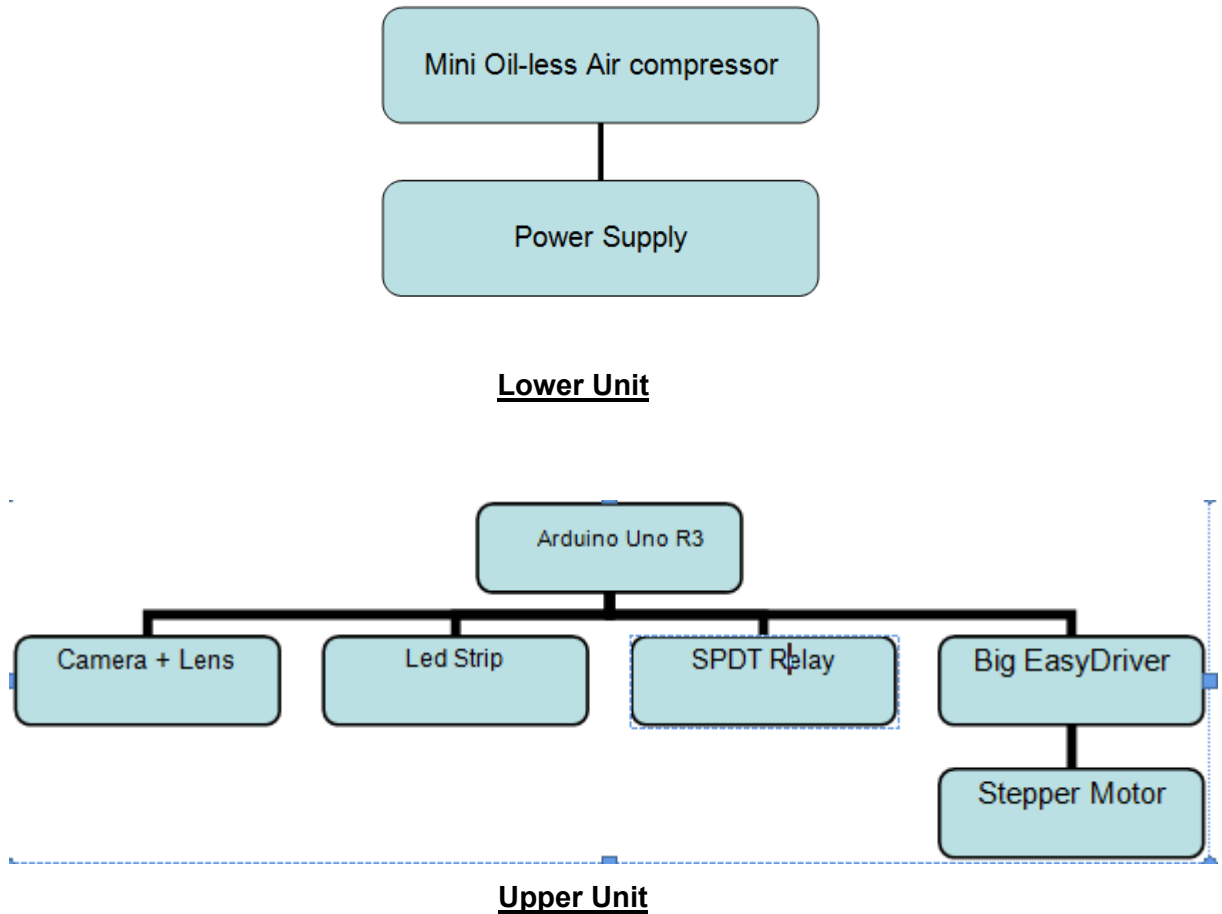 Mini Oil-less Air compressor
Power Supply
Lower Unit
Arduino Uno R3
Camera + Lens
Led Strip
SPDT Relay
Big EasyDriver
Stepper Motor
Upper Unit